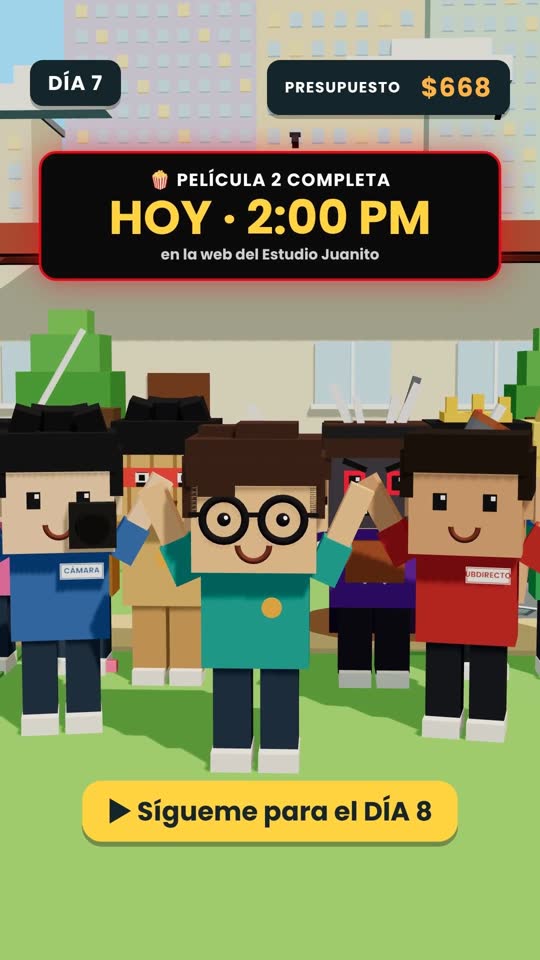 DÍA 7
PRESUPUESTO $668
🍿 PELÍCULA 2 COMPLETA
HOY · 2:00 PM
en la web del Estudio Juanito
CÁMARA
UBDIRECTO
▶ Sígueme para el DÍA 8